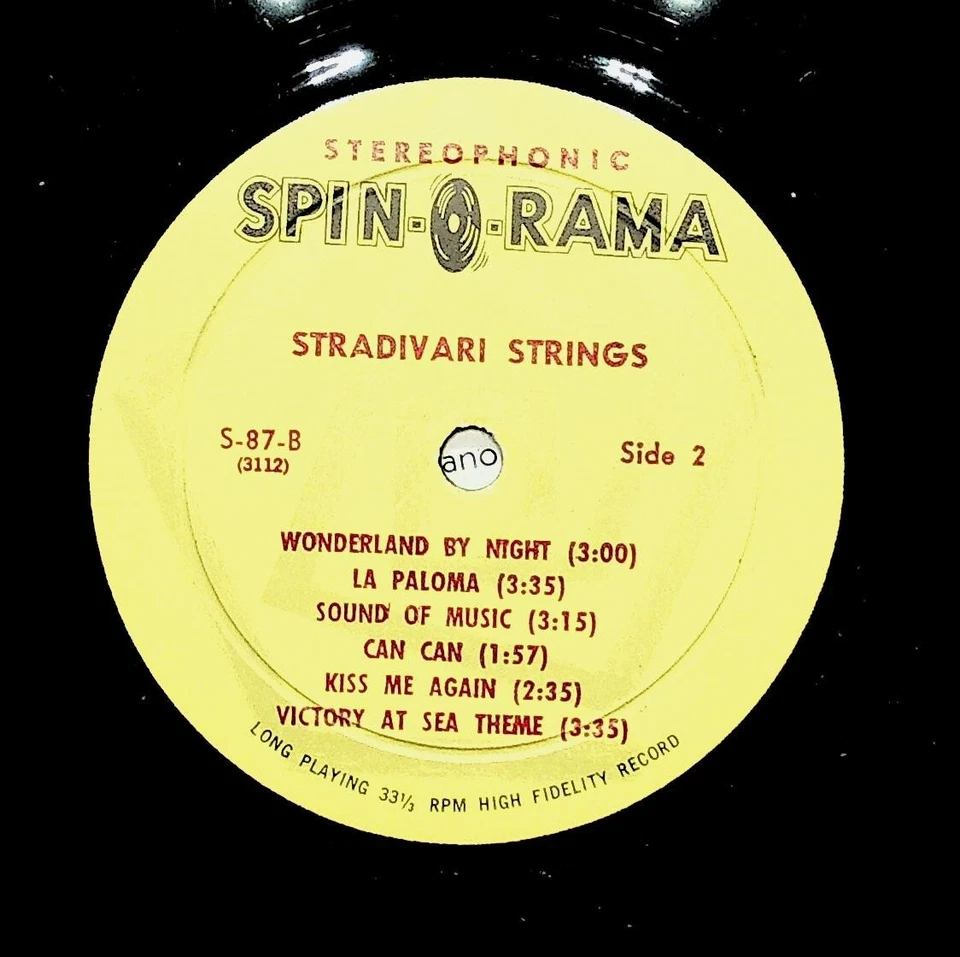 STEREOPHONIC
SPIN-O-RAMA
STRADIVARI STRINGS
S-87-B
(3112)
ano
Side 2
WONDERLAND BY NIGHT (3:00)
LA PALOMA (3:35)
SOUND OF MUSIC (3:15)
CAN CAN (1:57)
KISS ME AGAIN (2:35)
VICTORY AT SEA THEME (3:35)
LONG PLAYING 33⅓ RPM HIGH FIDELITY RECORD